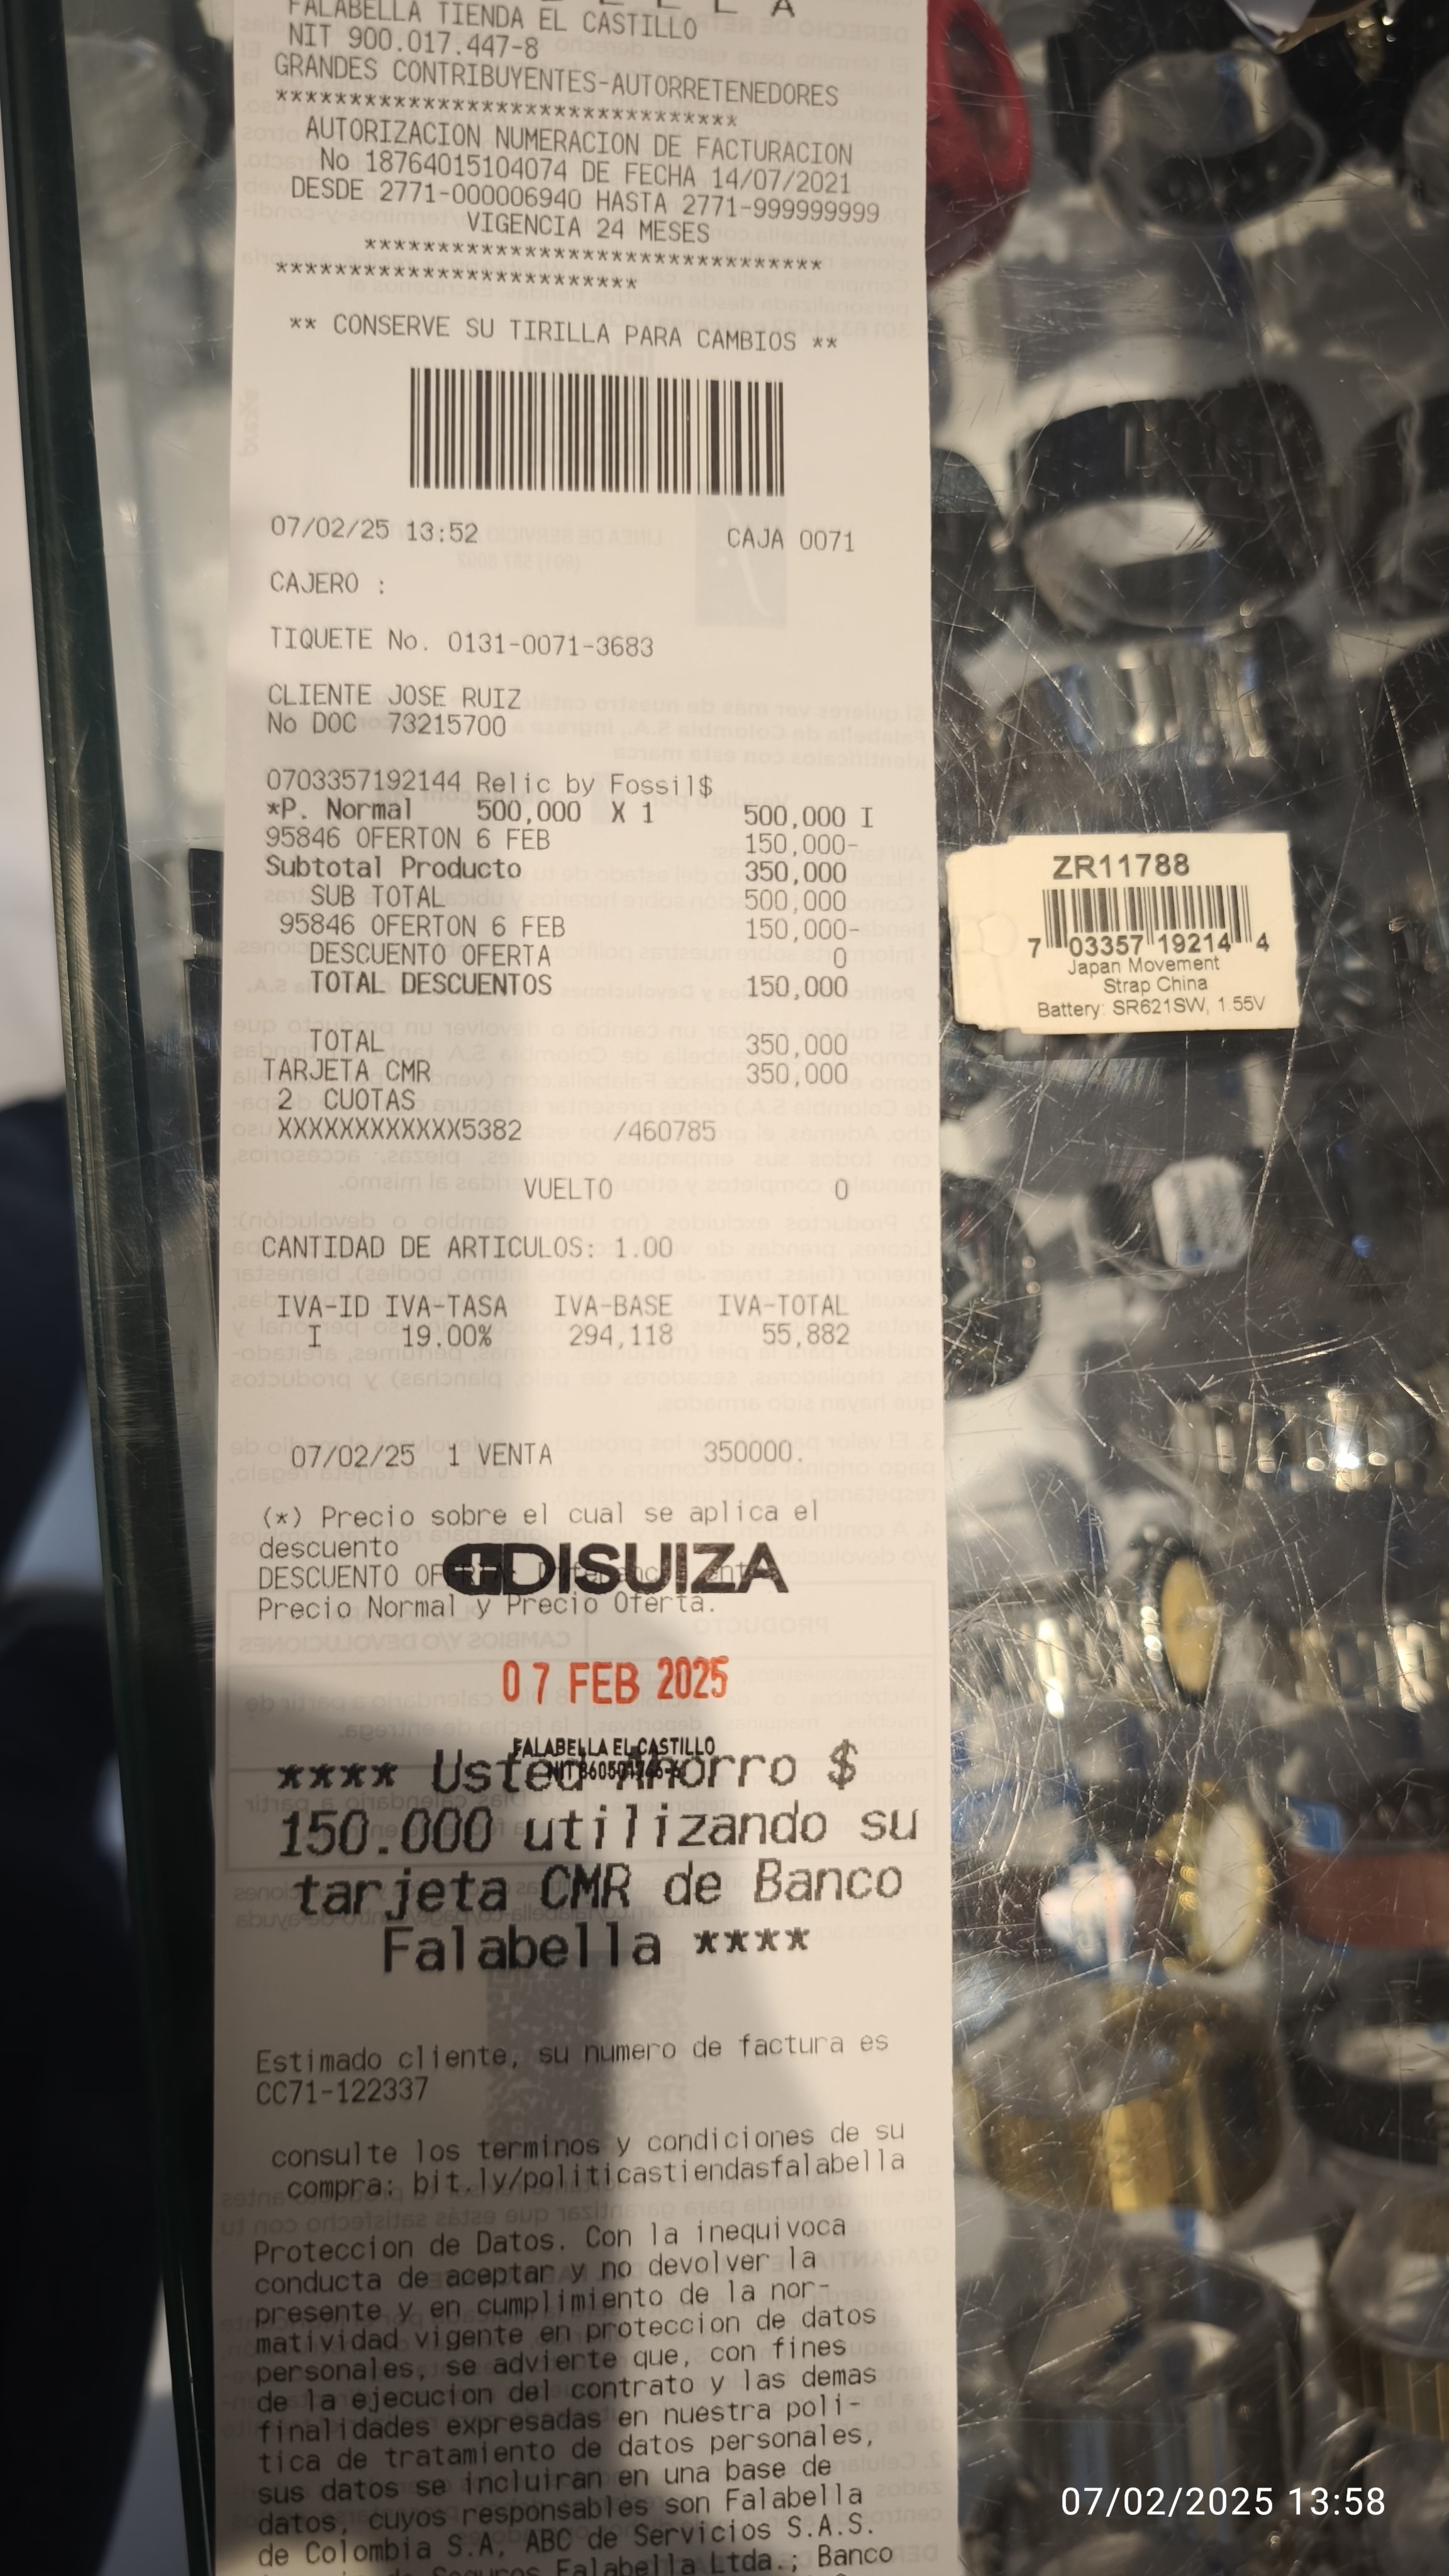 FALABELLA TIENDA EL CASTILLO
NIT 900.017.447-8
GRANDES CONTRIBUYENTES-AUTORRETENEDORES
*******************************
AUTORIZACION NUMERACION DE FACTURACION
No 18764015104074 DE FECHA 14/07/2021
DESDE 2771-000006940 HASTA 2771-999999999
VIGENCIA 24 MESES
*******************************
************************
** CONSERVE SU TIRILLA PARA CAMBIOS **
07/02/25 13:52 CAJA 0071
CAJERO :
TIQUETE No. 0131-0071-3683
CLIENTE JOSE RUIZ
No DOC 73215700
0703357192144 Relic by Fossil$
*P. Normal 500,000 X 1 500,000 I
95846 OFERTON 6 FEB 150,000-
Subtotal Producto 350,000
SUB TOTAL 500,000
95846 OFERTON 6 FEB 150,000-
DESCUENTO OFERTA 0
TOTAL DESCUENTOS 150,000
TOTAL 350,000
TARJETA CMR 350,000
2 CUOTAS
XXXXXXXXXXXX5382 /460785
VUELTO 0
CANTIDAD DE ARTICULOS: 1.00
IVA-ID IVA-TASA IVA-BASE IVA-TOTAL
I 19.00% 294,118 55,882
07/02/25 1 VENTA 350000.
(*) Precio sobre el cual se aplica el
descuento
DISUIZA
DESCUENTO
Precio Normal y Precio Oferta.
07 FEB 2025
FALABELLA EL CASTILLO
**** Usted Ahorro $
150.000 utilizando su
tarjeta CMR de Banco
Falabella ****
Estimado cliente, su numero de factura es
CC71-122337
consulte los terminos y condiciones de su
compra: bit.ly/politicastiendasfalabella
Proteccion de Datos. Con la inequivoca
conducta de aceptar y no devolver la
presente y en cumplimiento de la nor-
matividad vigente en proteccion de datos
personales, se advierte que, con fines
de la ejecucion del contrato y las demas
finalidades expresadas en nuestra poli-
tica de tratamiento de datos personales,
sus datos se incluiran en una base de
datos, cuyos responsables son Falabella
de Colombia S.A, ABC de Servicios S.A.S.
Seguros Falabella Ltda.; Banco
ZR11788
7 03357 19214 4
Japan Movement
Strap China
Battery: SR621SW, 1.55V
07/02/2025 13:58